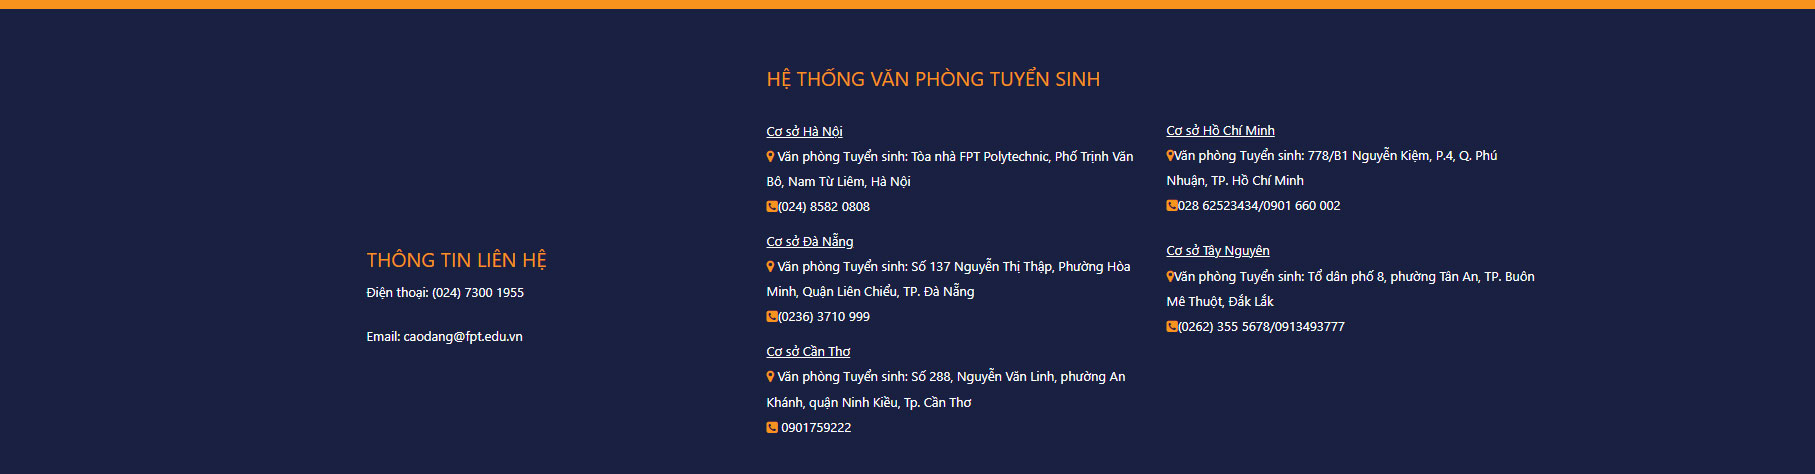 THÔNG TIN LIÊN HỆ
Điện thoại: (024) 7300 1955
Email: caodang@fpt.edu.vn
HỆ THỐNG VĂN PHÒNG TUYỂN SINH
Cơ sở Hà Nội
Văn phòng Tuyển sinh: Tòa nhà FPT Polytechnic, Phố Trịnh Văn
Bô, Nam Từ Liêm, Hà Nội
(024) 8582 0808
Cơ sở Đà Nẵng
Văn phòng Tuyển sinh: Số 137 Nguyễn Thị Thập, Phường Hòa
Minh, Quận Liên Chiểu, TP. Đà Nẵng
(0236) 3710 999
Cơ sở Cần Thơ
Văn phòng Tuyển sinh: Số 288, Nguyễn Văn Linh, phường An
Khánh, quận Ninh Kiều, Tp. Cần Thơ
0901759222
Cơ sở Hồ Chí Minh
Văn phòng Tuyển sinh: 778/B1 Nguyễn Kiệm, P.4, Q. Phú
Nhuận, TP. Hồ Chí Minh
028 62523434/0901 660 002
Cơ sở Tây Nguyên
Văn phòng Tuyển sinh: Tổ dân phố 8, phường Tân An, TP. Buôn
Mê Thuột, Đắk Lắk
(0262) 355 5678/0913493777